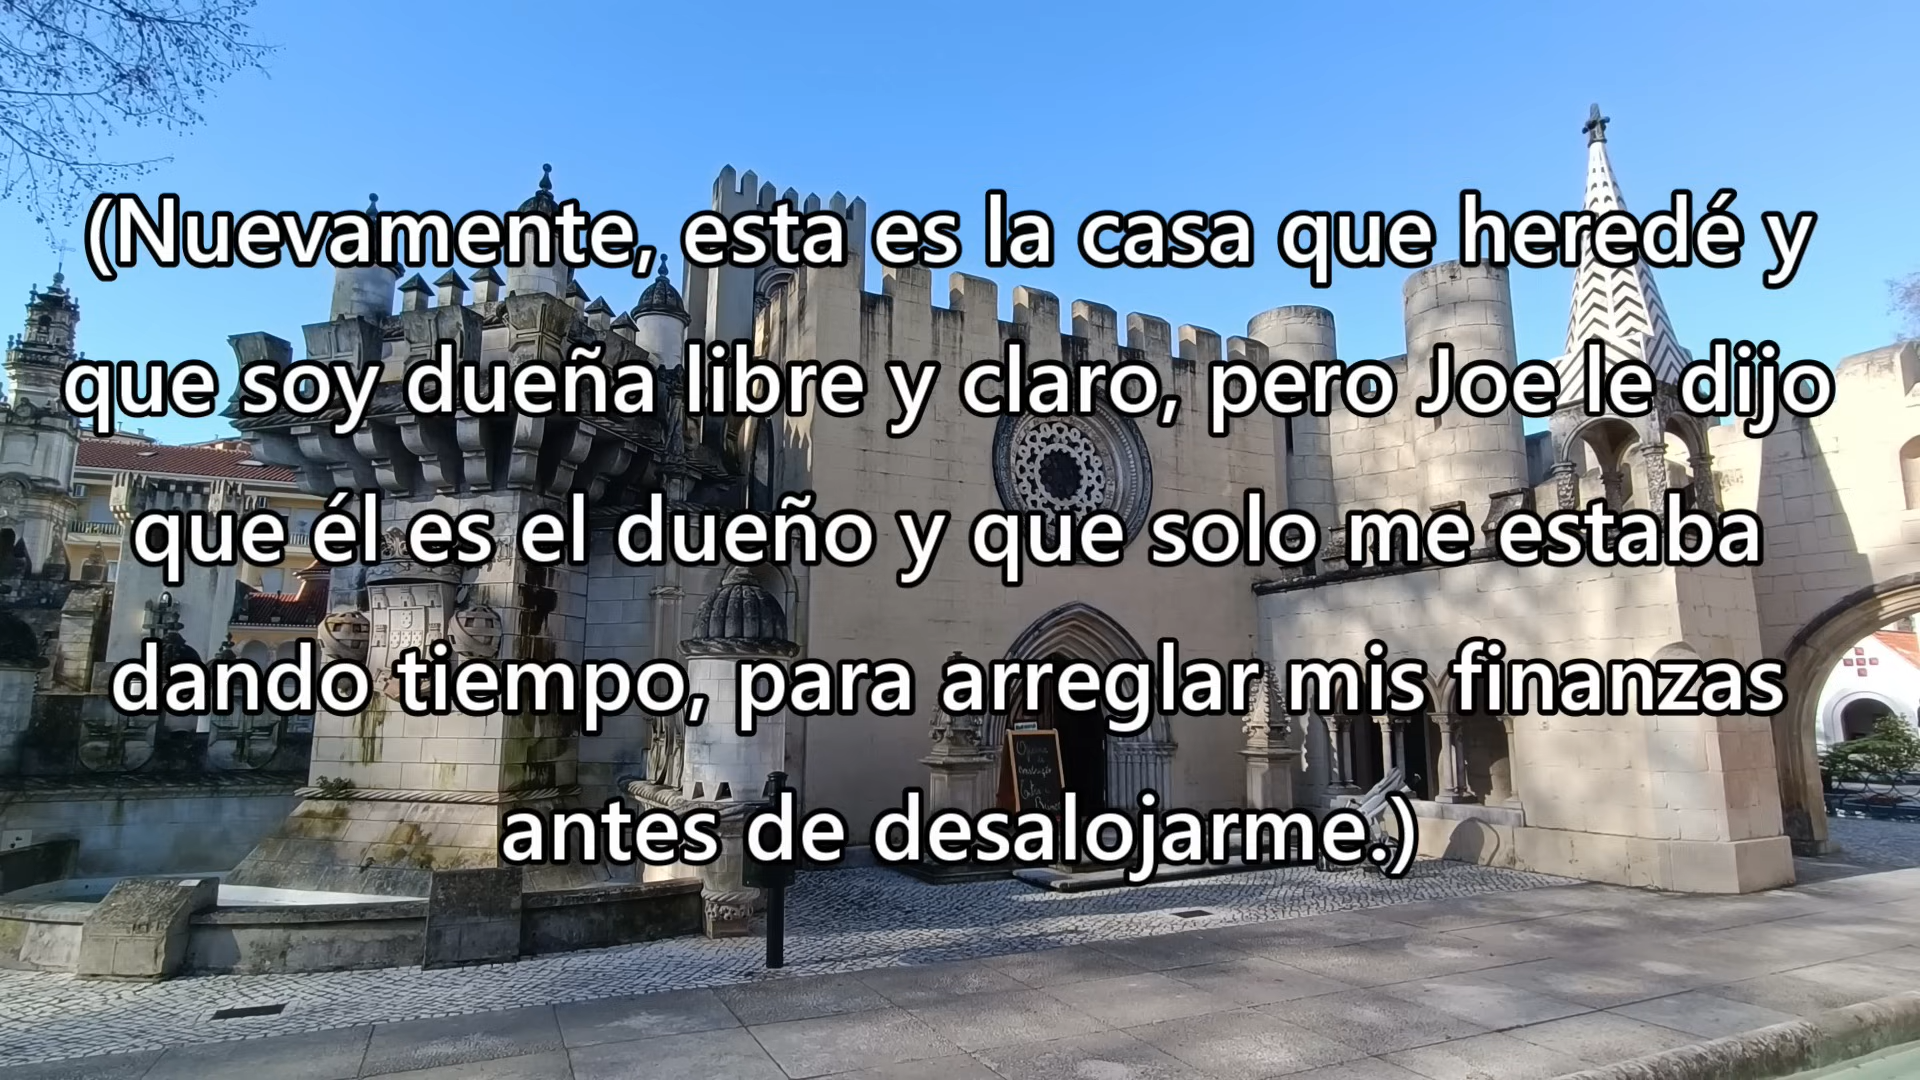 (Nuevamente, esta es la casa que heredé y
que soy dueña libre y claro, pero Joe le dijo
que él es el dueño y que solo me estaba
dando tiempo, para arreglar mis finanzas
antes de desalojarme.)